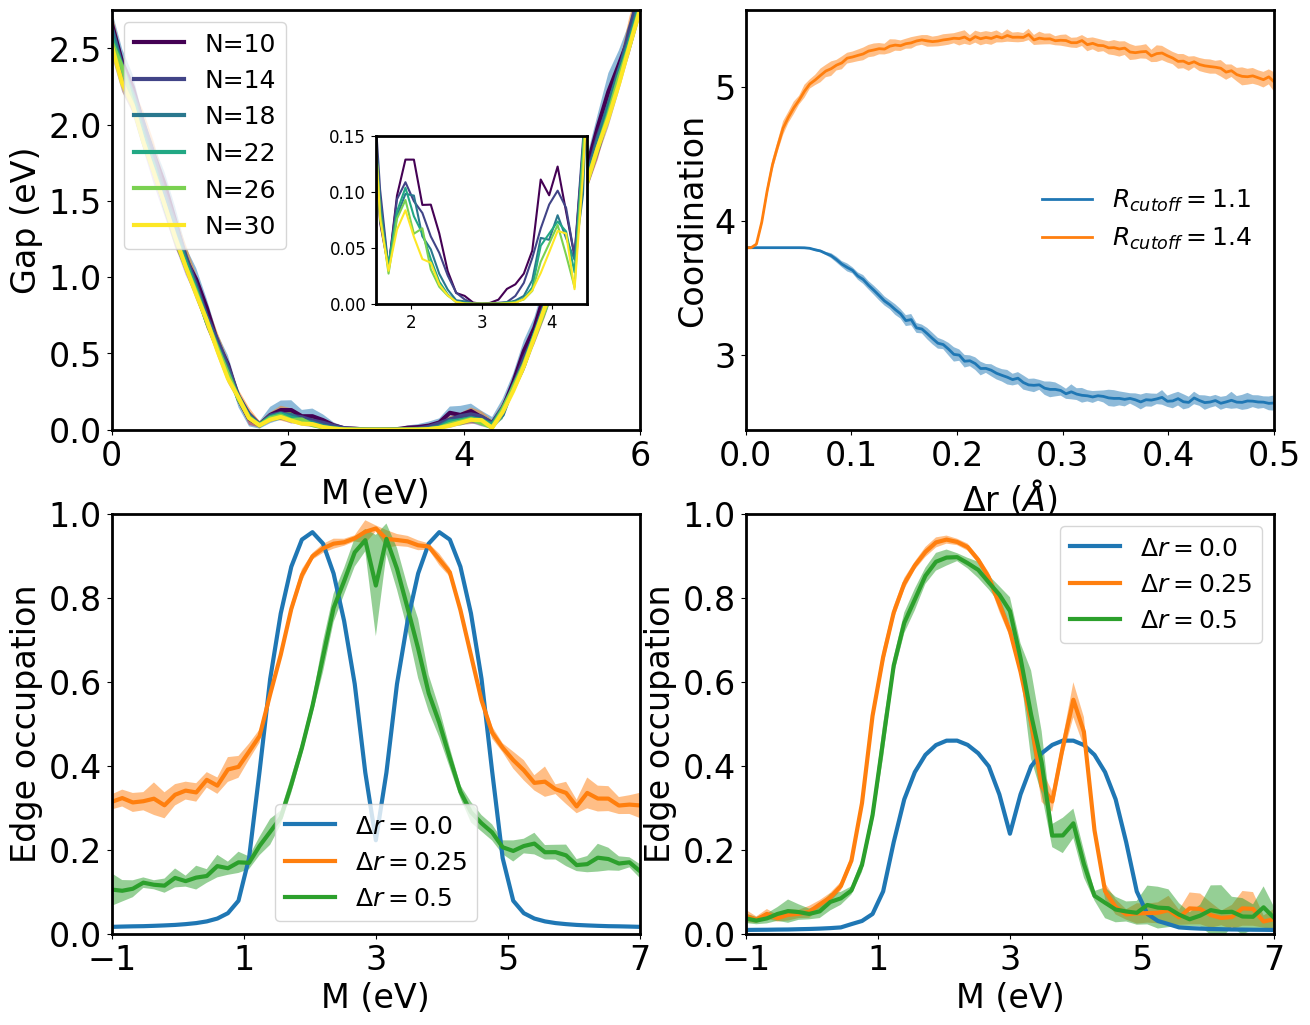 Gap (eV)
2.5
2.0
1.5
1.0
0.5
0.0
N=10
N=14
N=18
N=22
N=26
N=30
0.15
0.10
0.05
0.00
2 3 4
0 2 4 6
M (eV)
Coordination
5
4
3
R_{cutoff} = 1.1
R_{cutoff} = 1.4
0.0 0.1 0.2 0.3 0.4 0.5
Δr (Å)
Edge occupation
1.0
0.8
0.6
0.4
0.2
0.0
Δr = 0.0
Δr = 0.25
Δr = 0.5
−1 1 3 5 7
M (eV)
Edge occupation
1.0
0.8
0.6
0.4
0.2
0.0
Δr = 0.0
Δr = 0.25
Δr = 0.5
−1 1 3 5 7
M (eV)